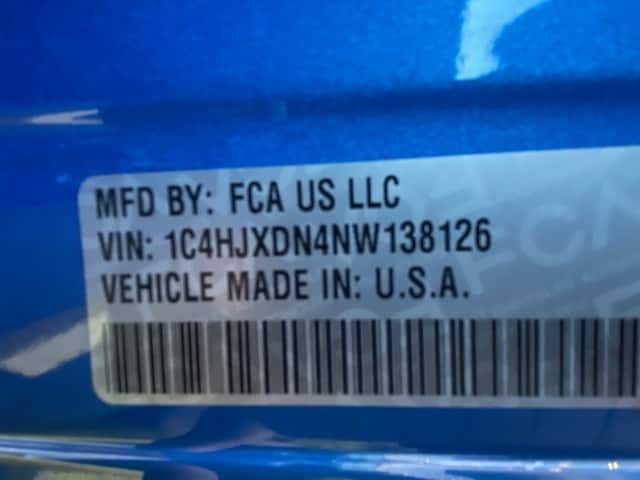 MFD BY: FCA US LLC
VIN: 1C4HJXDN4NW138126
VEHICLE MADE IN: U.S.A.